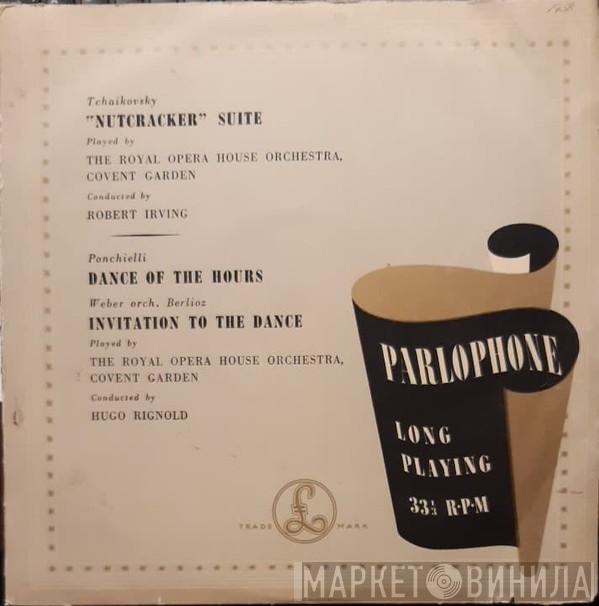 Tchaikovsky
"NUTCRACKER" SUITE
Played by
THE ROYAL OPERA HOUSE ORCHESTRA,
COVENT GARDEN
Conducted by
ROBERT IRVING
Ponchielli
DANCE OF THE HOURS
Weber orch. Berlioz
INVITATION TO THE DANCE
Played by
THE ROYAL OPERA HOUSE ORCHESTRA,
COVENT GARDEN
Conducted by
HUGO RIGNOLD
PARLOPHONE
LONG
PLAYING
33⅓ R·P·M
£
TRADE MARK
МАРКЕТ ВИНИЛА